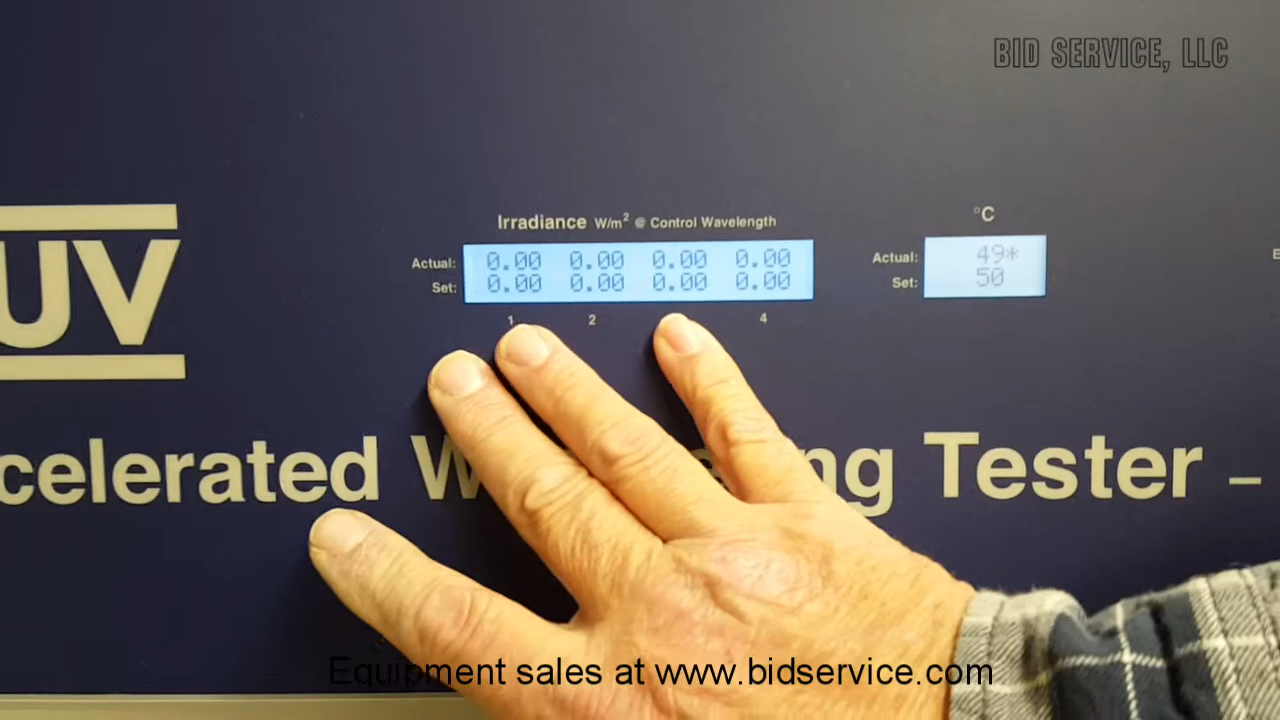 BID SERVICE, LLC
UV
Irradiance W/m² @ Control Wavelength
Actual: 0.00 0.00 0.00 0.00
Set: 0.00 0.00 0.00 0.00
1 2 4
°C
Actual: 49*
Set: 50
E
celerated W ng Tester –
Equipment sales at www.bidservice.com